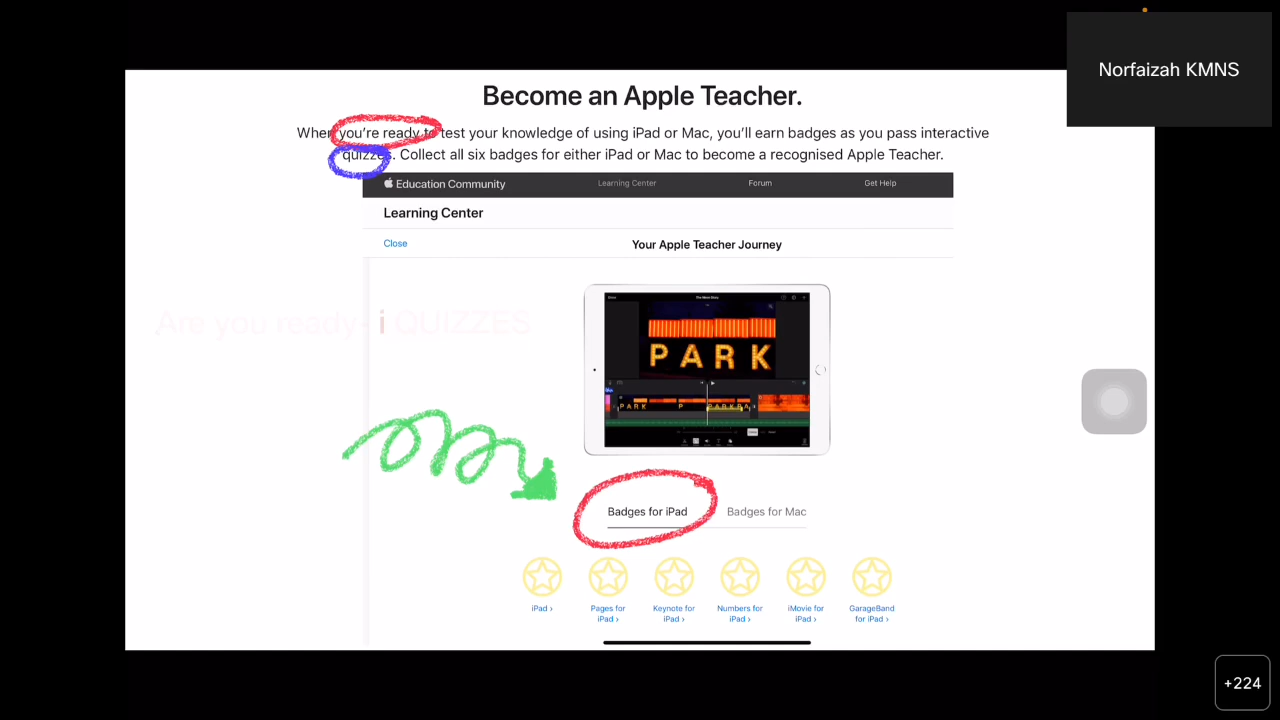 Norfaizah KMNS
Become an Apple Teacher.
When you're ready to test your knowledge of using iPad or Mac, you'll earn badges as you pass interactive
quizzes. Collect all six badges for either iPad or Mac to become a recognised Apple Teacher.
Education Community Learning Center Forum Get Help
Learning Center
Close Your Apple Teacher Journey
Are you ready- i QUIZZES
PARK
PARK P PARK PA
Badges for iPad Badges for Mac
iPad › Pages for Keynote for Numbers for iMovie for GarageBand
iPad › iPad › iPad › iPad › for iPad ›
+224